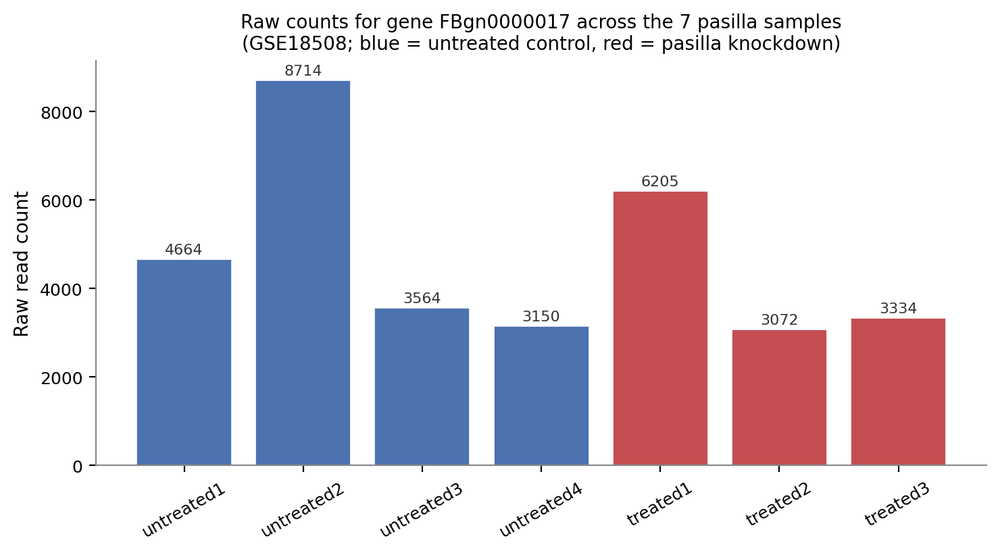 Raw counts for gene FBgn0000017 across the 7 pasilla samples
(GSE18508; blue = untreated control, red = pasilla knockdown)
Raw read count
8000
6000
4000
2000
0
4664
8714
3564
3150
6205
3072
3334
untreated1
untreated2
untreated3
untreated4
treated1
treated2
treated3